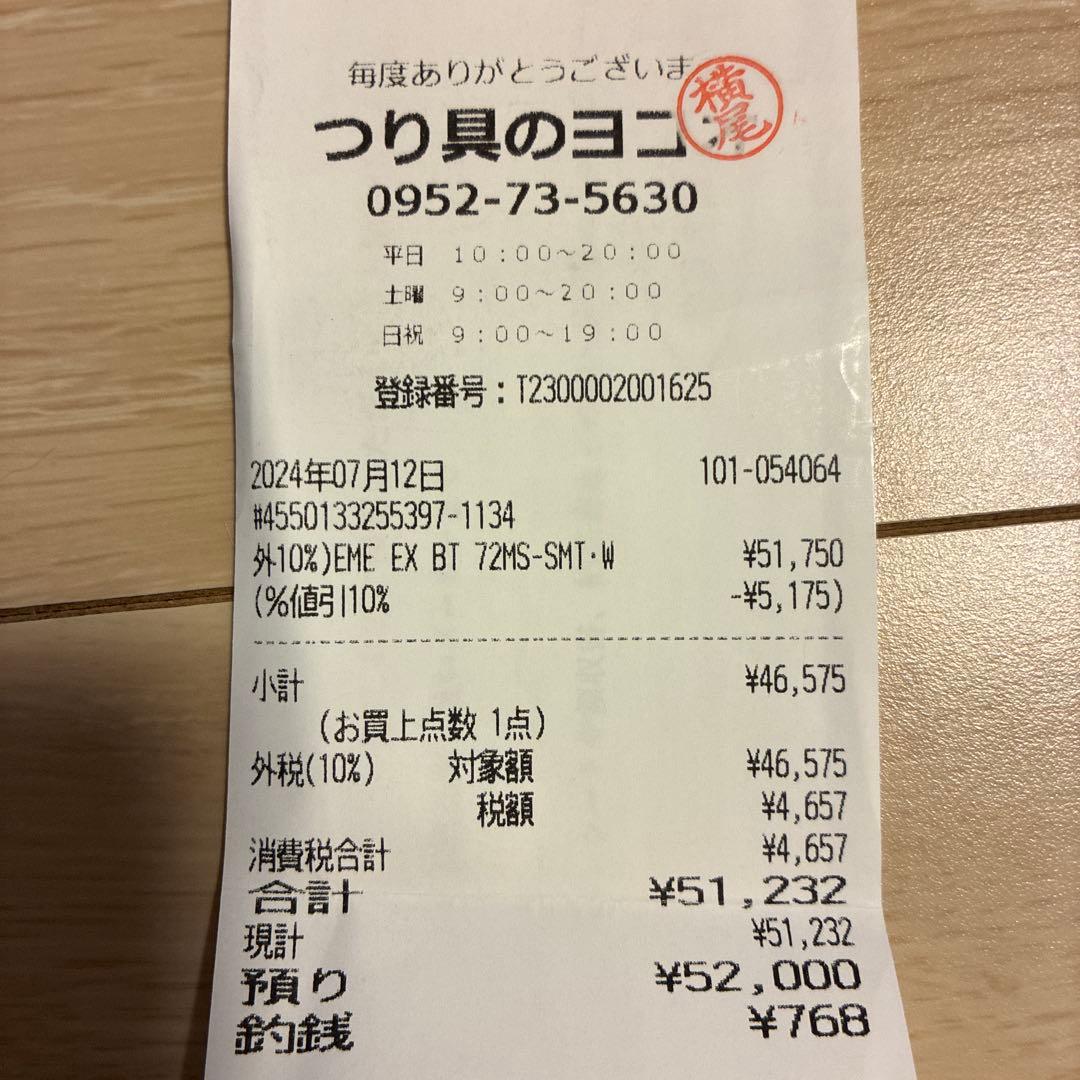 毎度ありがとうございま
横尾
つり具のヨコ
0952-73-5630
平日 10:00~20:00
土曜 9:00~20:00
日祝 9:00~19:00
登録番号:T2300002001625
2024年07月12日 101-054064
#4550133255397-1134
外10%)EME EX BT 72MS-SMT・W ¥51,750
(%値引10% -¥5,175)
小計 ¥46,575
(お買上点数 1点)
外税(10%) 対象額 ¥46,575
税額 ¥4,657
消費税合計 ¥4,657
合計 ¥51,232
現計 ¥51,232
預り ¥52,000
釣銭 ¥768